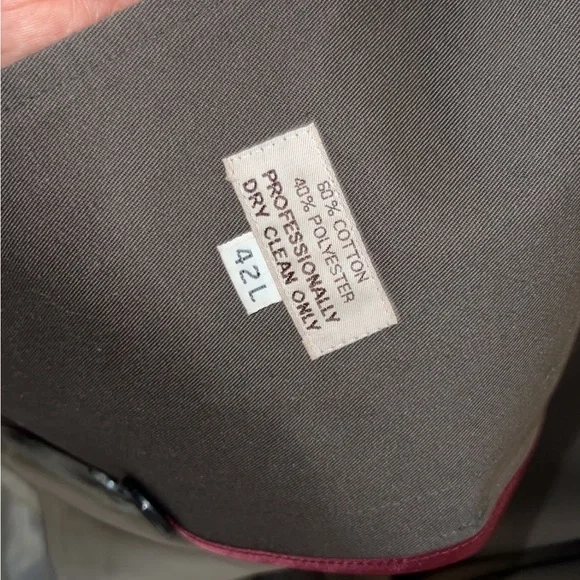 60% COTTON
40% POLYESTER
PROFESSIONALLY
DRY CLEAN ONLY
42L